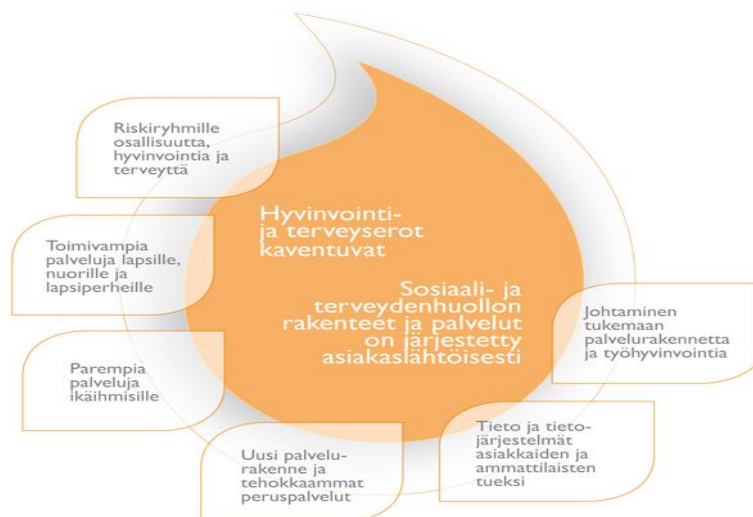 Riskiryhmille
osallisuutta,
hyvinvointia ja
terveyttä
Toimivampia
palveluja lapsille,
nuorille ja
lapsiperheille
Parempia
palveluja
ikäihmisille
Uusi palvelu-
rakenne ja
tehokkaammat
peruspalvelut
Tieto ja tieto-
järjestelmät
asiakkaiden ja
ammattilaisten
tueksi
Johtaminen
tukemaan
palvelurakennetta
ja työhyvinvointia
Hyvinvointi-
ja terveyserot
kaventuvat
Sosiaali- ja
terveydenhuollon
rakenteet ja palvelut
on järjestetty
asiakaslähtöisesti